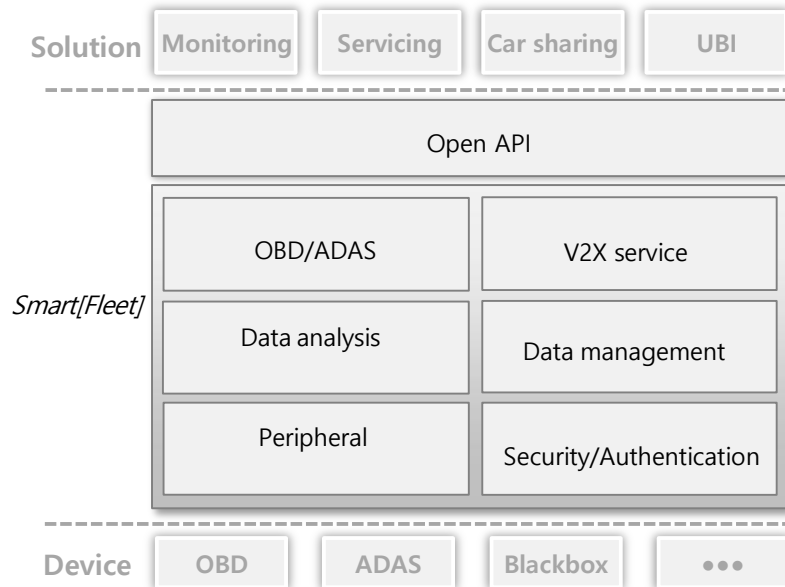 Solution Monitoring Servicing Car sharing UBI
Open API
OBD/ADAS V2X service
Smart[Fleet]
Data analysis Data management
Peripheral Security/Authentication
Device OBD ADAS Blackbox •••